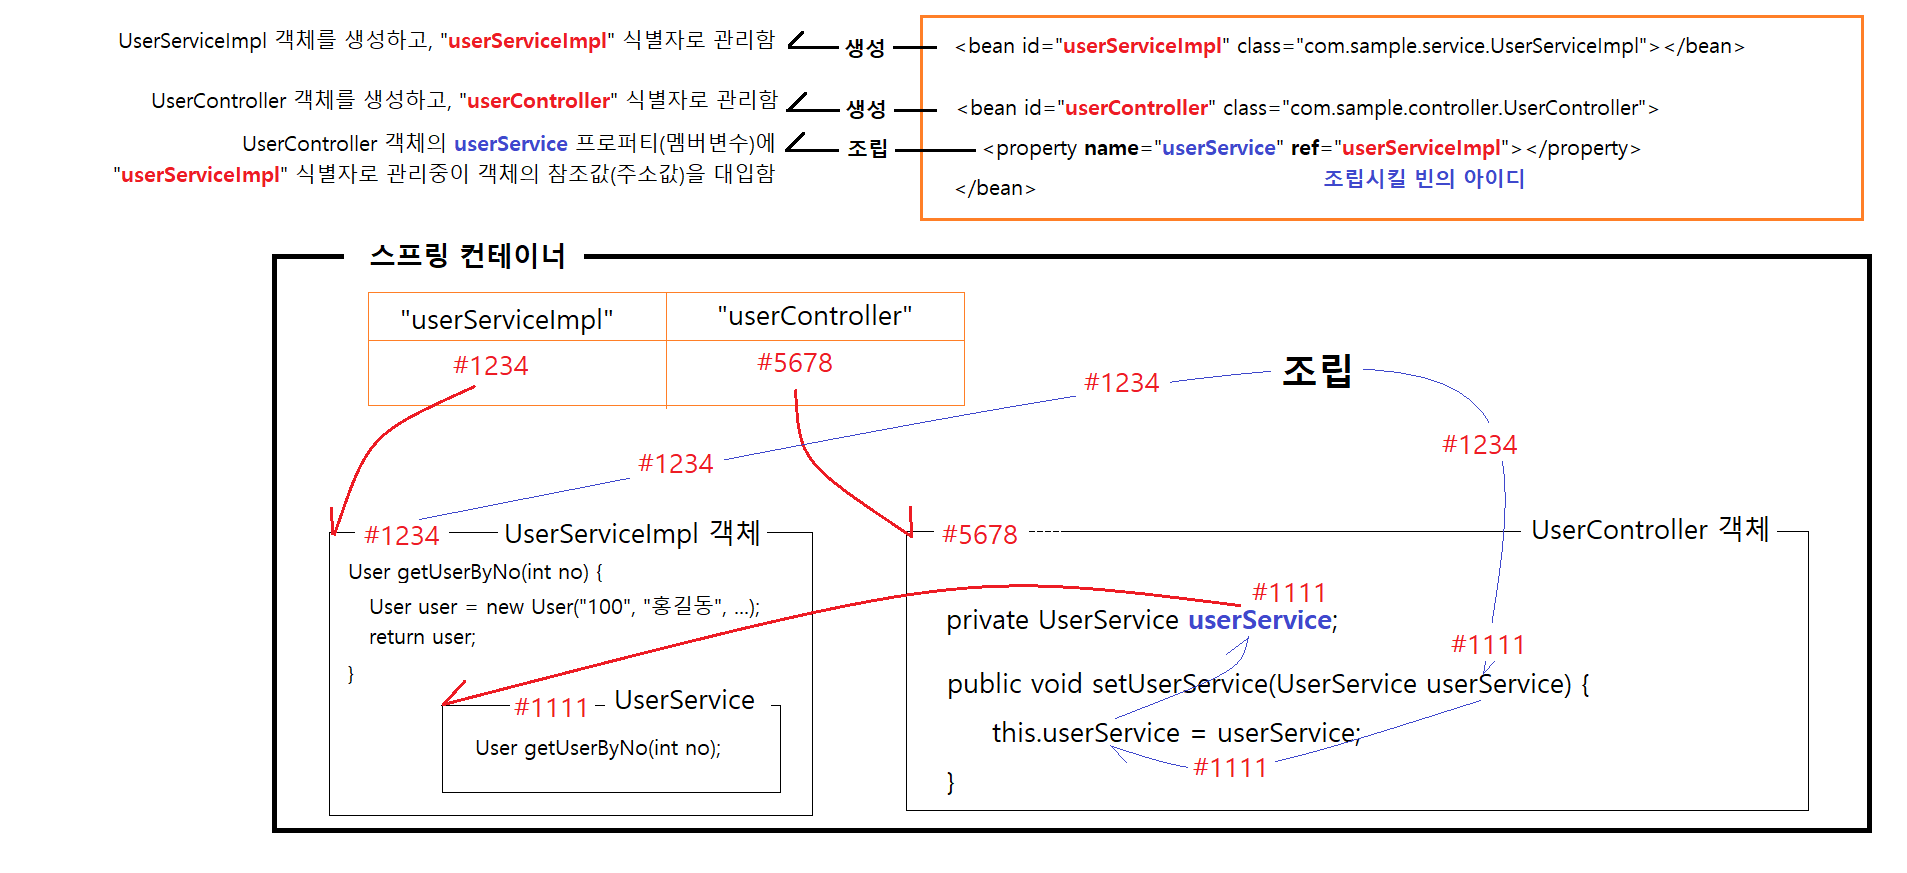 UserServiceImpl 객체를 생성하고, "userServiceImpl" 식별자로 관리함
생성
<bean id="userServiceImpl" class="com.sample.service.UserServiceImpl"></bean>
UserController 객체를 생성하고, "userController" 식별자로 관리함
생성
<bean id="userController" class="com.sample.controller.UserController">
UserController 객체의 userService 프로퍼티(멤버변수)에
"userServiceImpl" 식별자로 관리중이 객체의 참조값(주소값)을 대입함
조립
<property name="userService" ref="userServiceImpl"></property>
조립시킬 빈의 아이디
</bean>
스프링 컨테이너
"userServiceImpl"
"userController"
#1234
#5678
조립
#1234
#1234
#1234
#1234
UserServiceImpl 객체
User getUserByNo(int no) {
User user = new User("100", "홍길동", ...);
return user;
}
#1111
UserService
User getUserByNo(int no);
#5678
UserController 객체
#1111
private UserService userService;
#1111
public void setUserService(UserService userService) {
this.userService = userService;
#1111
}